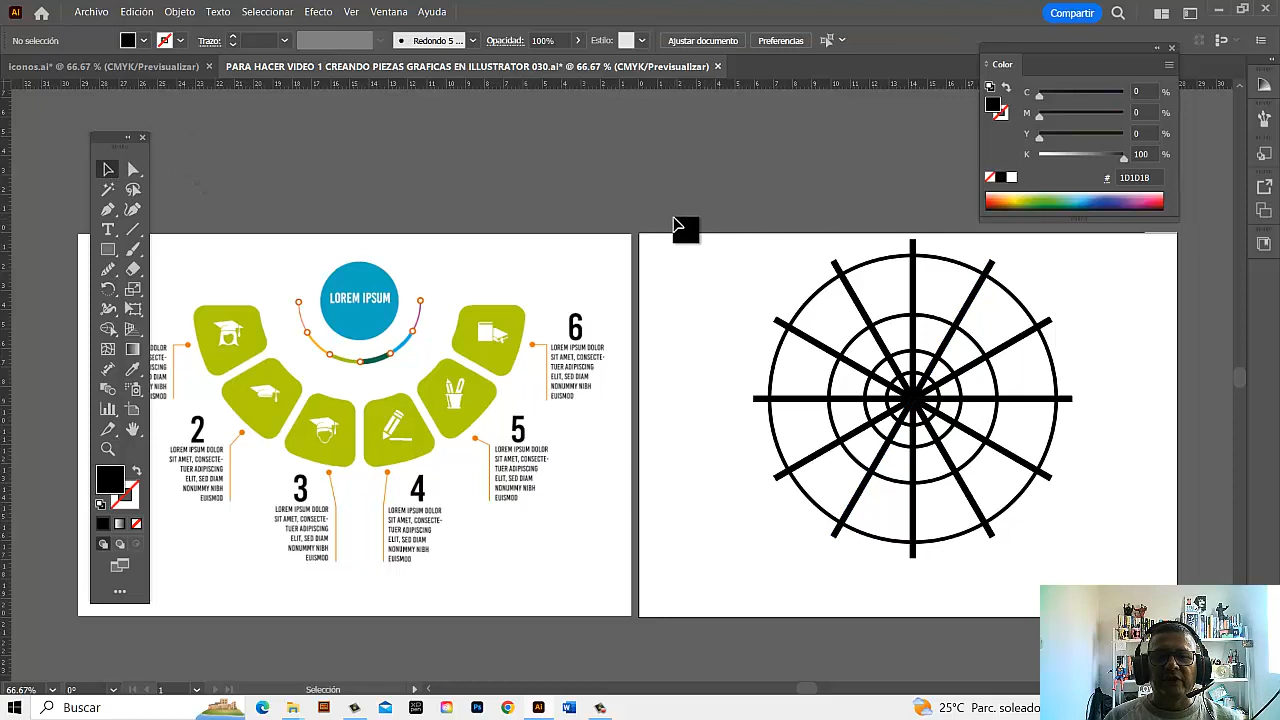 Archivo Edición Objeto Texto Seleccionar Efecto Ver Ventana Ayuda Compartir
No selección Trazo: Redondo 5 ... Opacidad: 100% Estilo: Ajustar documento Preferencias
iconos.ai* @ 66.67 % (CMYK/Previsualizar) × PARA HACER VIDEO 1 CREANDO PIEZAS GRAFICAS EN ILLUSTRATOR 030.ai* @ 66.67 % (CMYK/Previsualizar) ×
Color
C 0 %
M 0 %
Y 0 %
K 100 %
# 1D1D1B
LOREM IPSUM
DOLOR
ISCING
EUISMOD
2
LOREM IPSUM DOLOR
SIT AMET, CONSECTE-
TUER ADIPISCING
ELIT, SED DIAM
NONUMMY NIBH
EUISMOD
3
LOREM IPSUM DOLOR
SIT AMET, CONSECTE-
TUER ADIPISCING
ELIT, SED DIAM
NONUMMY NIBH
EUISMOD
4
LOREM IPSUM DOLOR
SIT AMET, CONSECTE-
TUER ADIPISCING
ELIT, SED DIAM
NONUMMY NIBH
EUISMOD
5
LOREM IPSUM DOLOR
SIT AMET, CONSECTE-
TUER ADIPISCING
ELIT, SED DIAM
NONUMMY NIBH
EUISMOD
6
LOREM IPSUM DOLOR
SIT AMET, CONSECTE-
TUER ADIPISCING
ELIT, SED DIAM
NONUMMY NIBH
EUISMOD
66.67% 0° 1 Selección
Buscar 25°C Parc. soleado